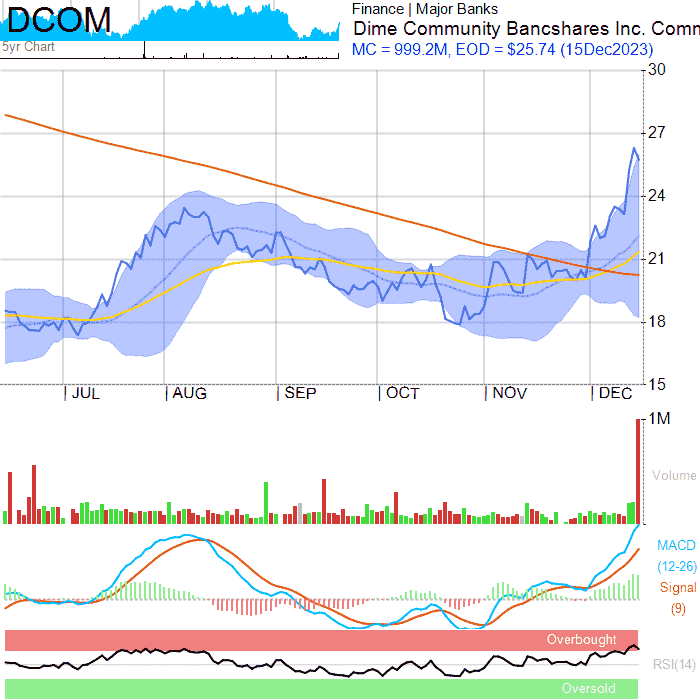 DCOM
5yr Chart
Finance | Major Banks
Dime Community Bancshares Inc. Comm
MC = 999.2M, EOD = $25.74 (15Dec2023)
30
27
24
21
18
15
JUL AUG SEP OCT NOV DEC
1M
Volume
MACD
(12-26)
Signal
(9)
Overbought
RSI(14)
Oversold